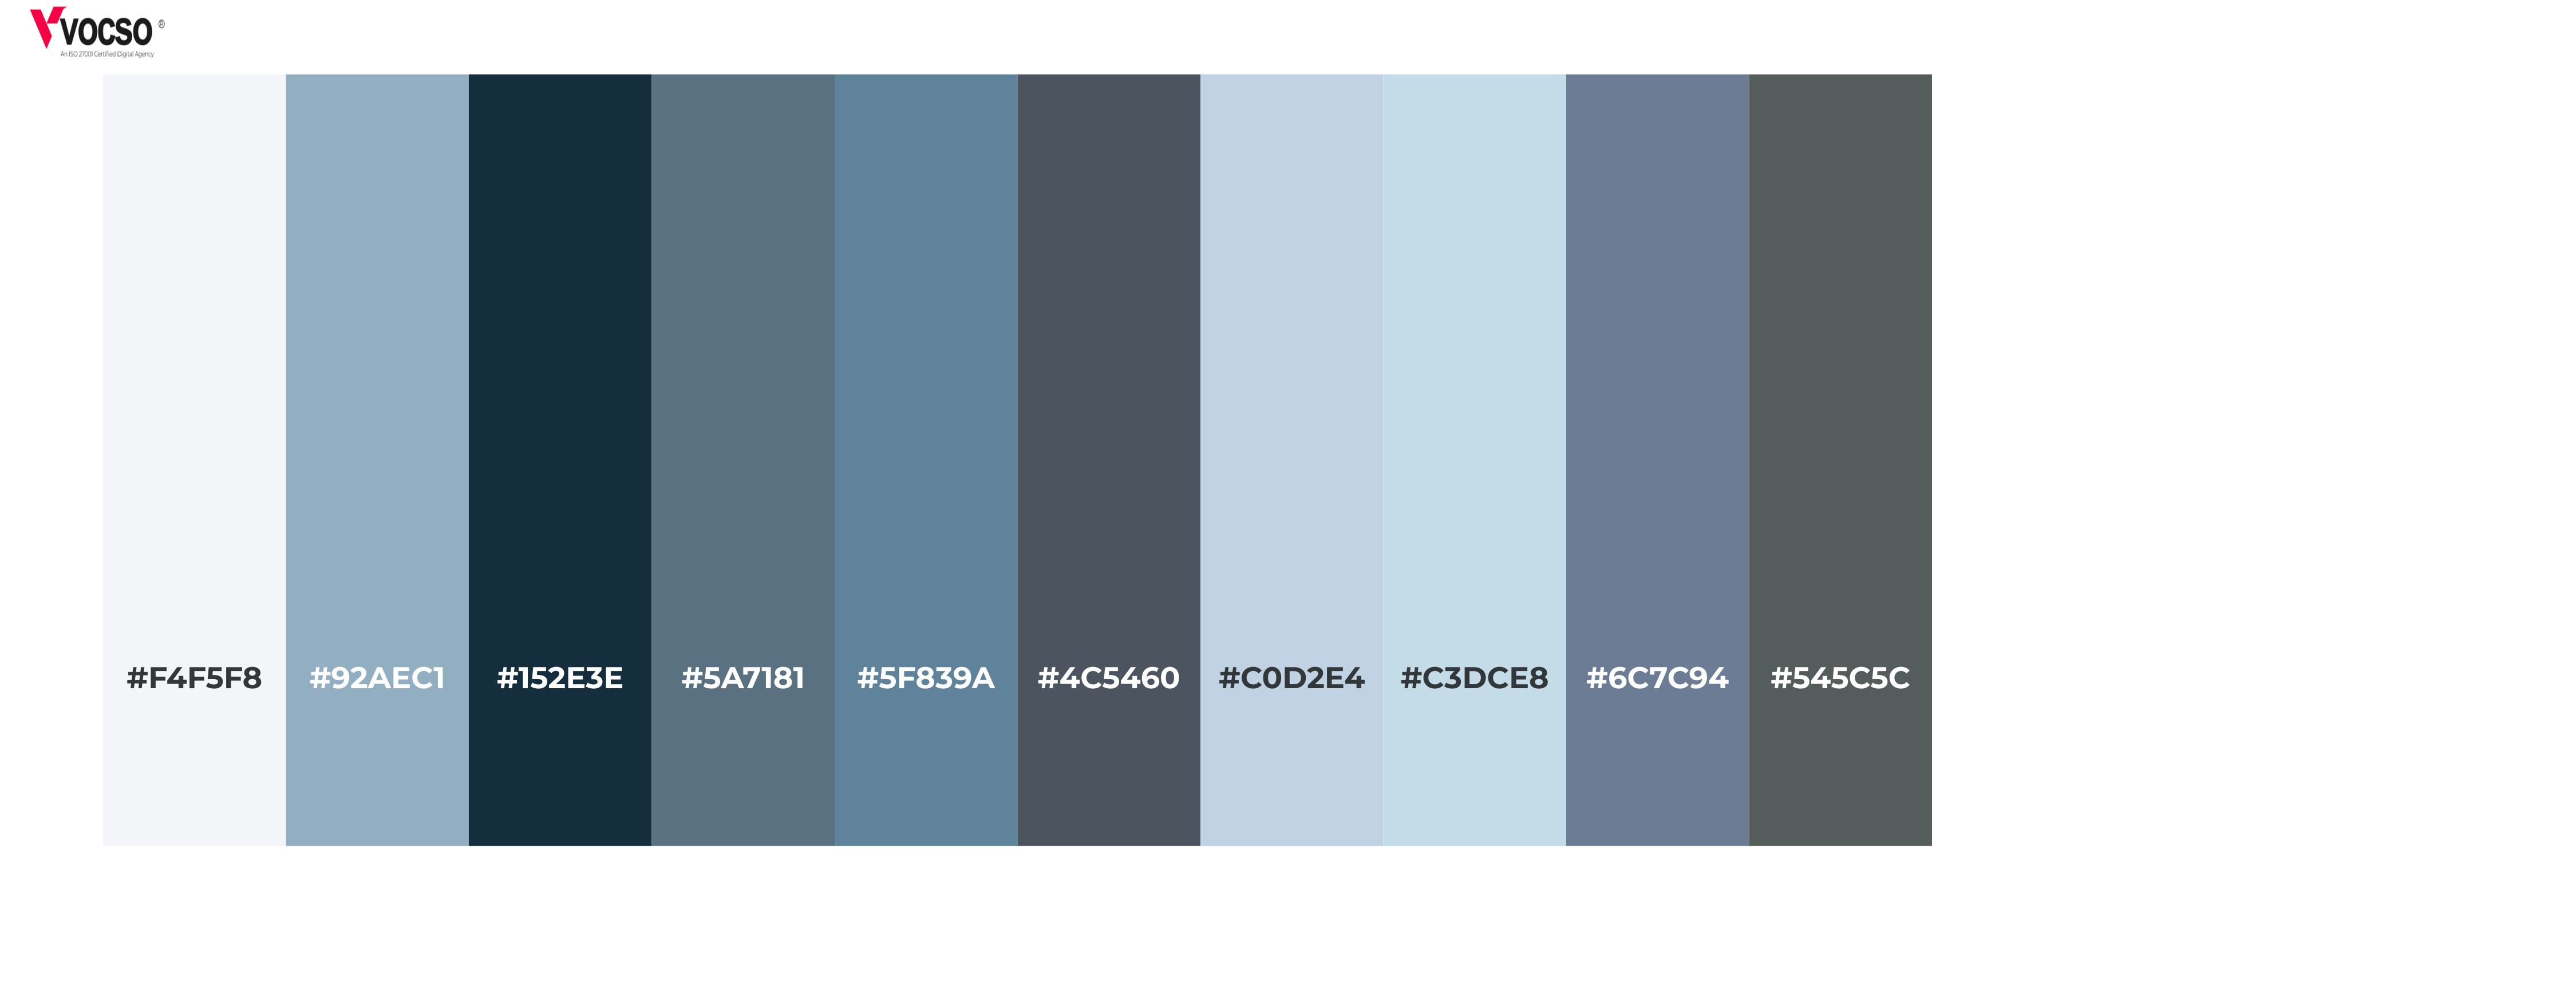 VOCSO ®
An ISO 27001 Certified Digital Agency
#F4F5F8 #92AEC1 #152E3E #5A7181 #5F839A #4C5460 #C0D2E4 #C3DCE8 #6C7C94 #545C5C